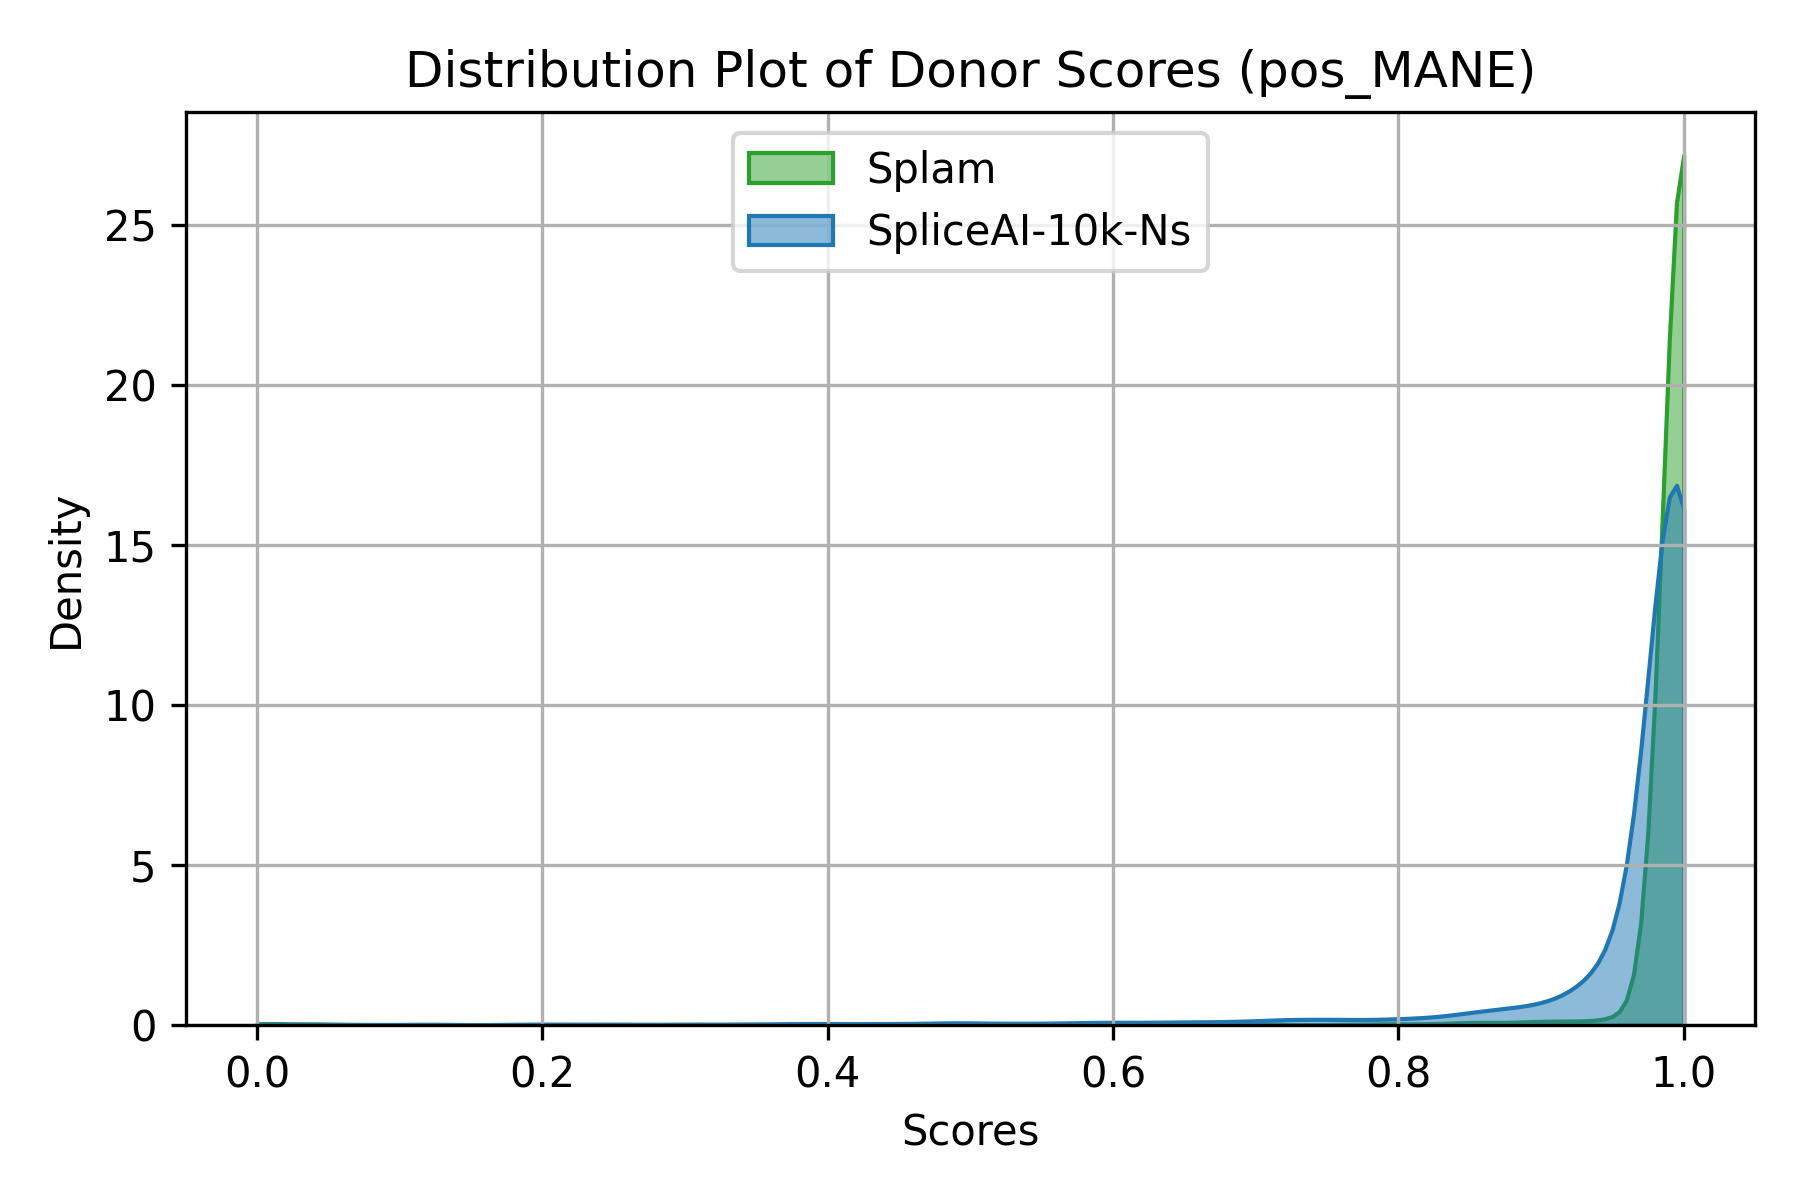 Distribution Plot of Donor Scores (pos_MANE)
Splam
SpliceAI-10k-Ns
Density
25
20
15
10
5
0
0.0 0.2 0.4 0.6 0.8 1.0
Scores